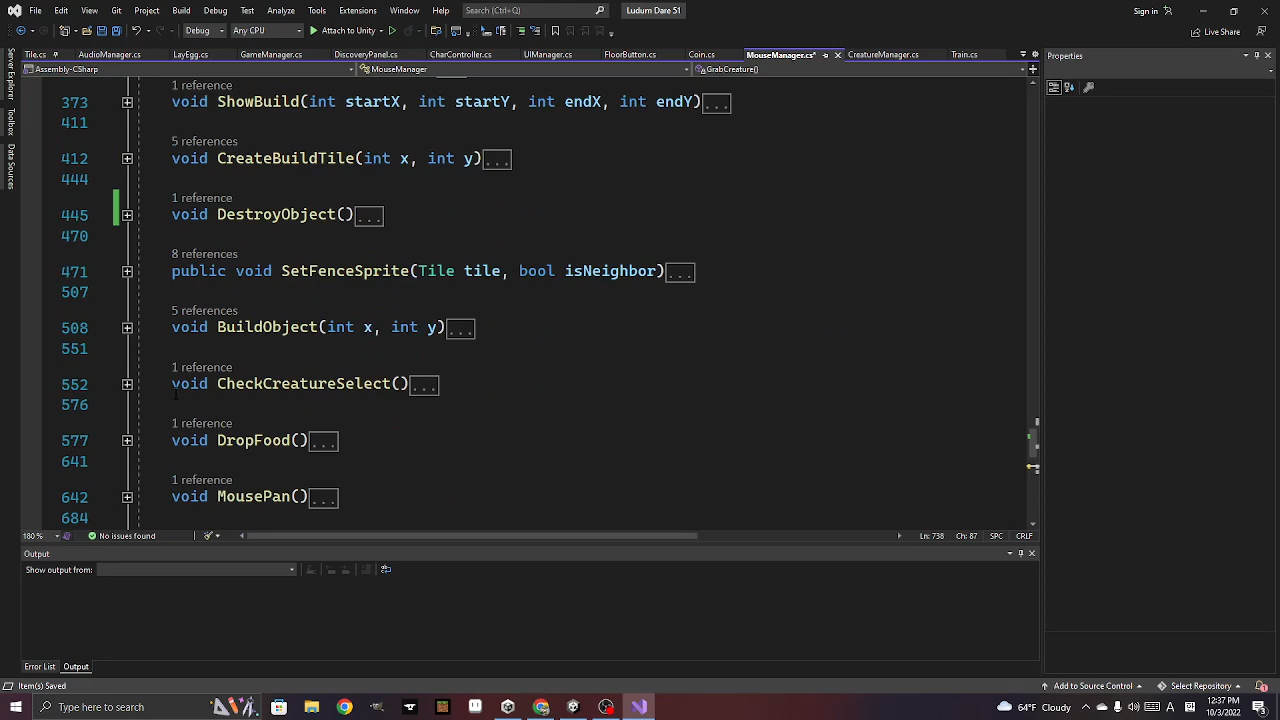 File Edit View Git Project Build Debug Test Analyze Tools Extensions Window Help Search (Ctrl+Q) Ludum Dare 51 Sign in
Debug Any CPU Attach to Unity Live Share
Tile.cs AudioManager.cs LayEgg.cs GameManager.cs DiscoveryPanel.cs CharController.cs UIManager.cs FloorButton.cs Coin.cs MouseManager.cs* CreatureManager.cs Train.cs Properties
Assembly-CSharp MouseManager GrabCreature()
Server Explorer
Toolbox
Data Sources
1 reference
373 void ShowBuild(int startX, int startY, int endX, int endY)...
411
5 references
412 void CreateBuildTile(int x, int y)...
444
1 reference
445 void DestroyObject()...
470
8 references
471 public void SetFenceSprite(Tile tile, bool isNeighbor)...
507
5 references
508 void BuildObject(int x, int y)...
551
1 reference
552 void CheckCreatureSelect()...
576
1 reference
577 void DropFood()...
641
1 reference
642 void MousePan()...
684
180% No issues found Ln: 738 Ch: 87 SPC CRLF
Output
Show output from:
Error List Output
Item(s) Saved Add to Source Control Select Repository 1
Type here to search 66°F Cloudy A 12:37 PM
10/3/2022